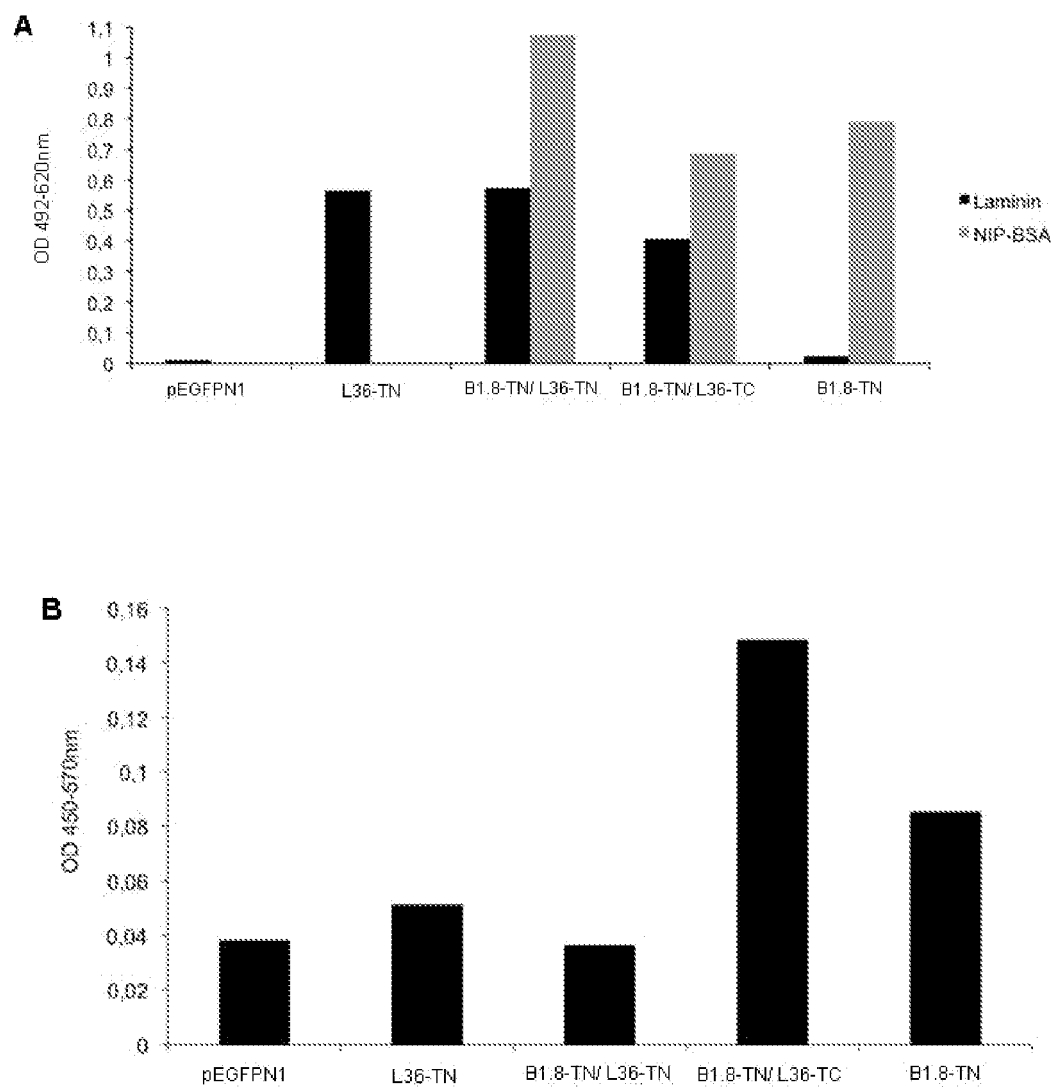 A
OD 492-620nm
1,1
1
0,9
0,8
0,7
0,6
0,5
0,4
0,3
0,2
0,1
0
pEGFPN1
L36-TN
B1.8-TN/ L36-TN
B1.8-TN/ L36-TC
B1.8-TN
Laminin
NIP-BSA
B
OD 450-570nm
0,16
0,14
0,12
0,1
0,08
0,06
0,04
0,02
0
pEGFPN1
L36-TN
B1.8-TN/ L36-TN
B1.8-TN/ L36-TC
B1.8-TN